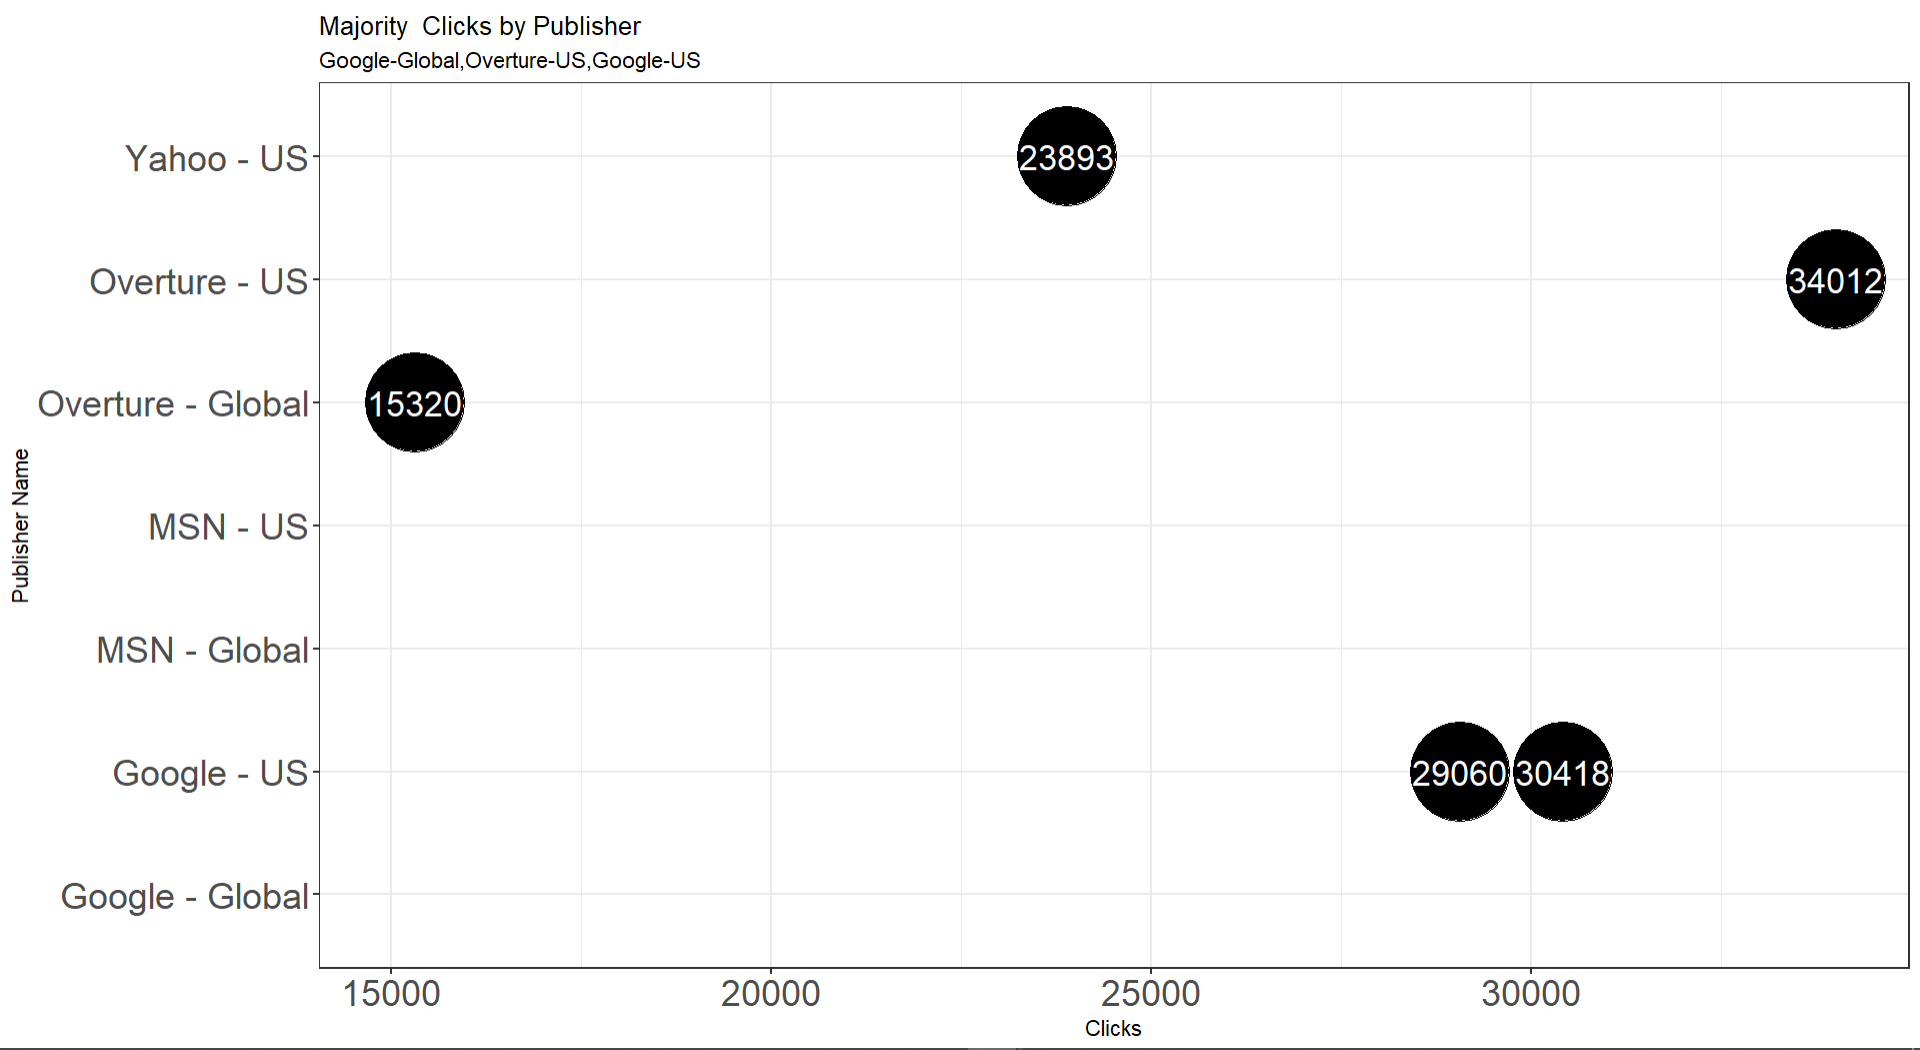 Majority  Clicks by Publisher
Google-Global,Overture-US,Google-US
Publisher Name
Yahoo - US
23893
Overture - US
34012
Overture - Global
15320
MSN - US
MSN - Global
Google - US
29060 30418
Google - Global
15000 20000 25000 30000
Clicks